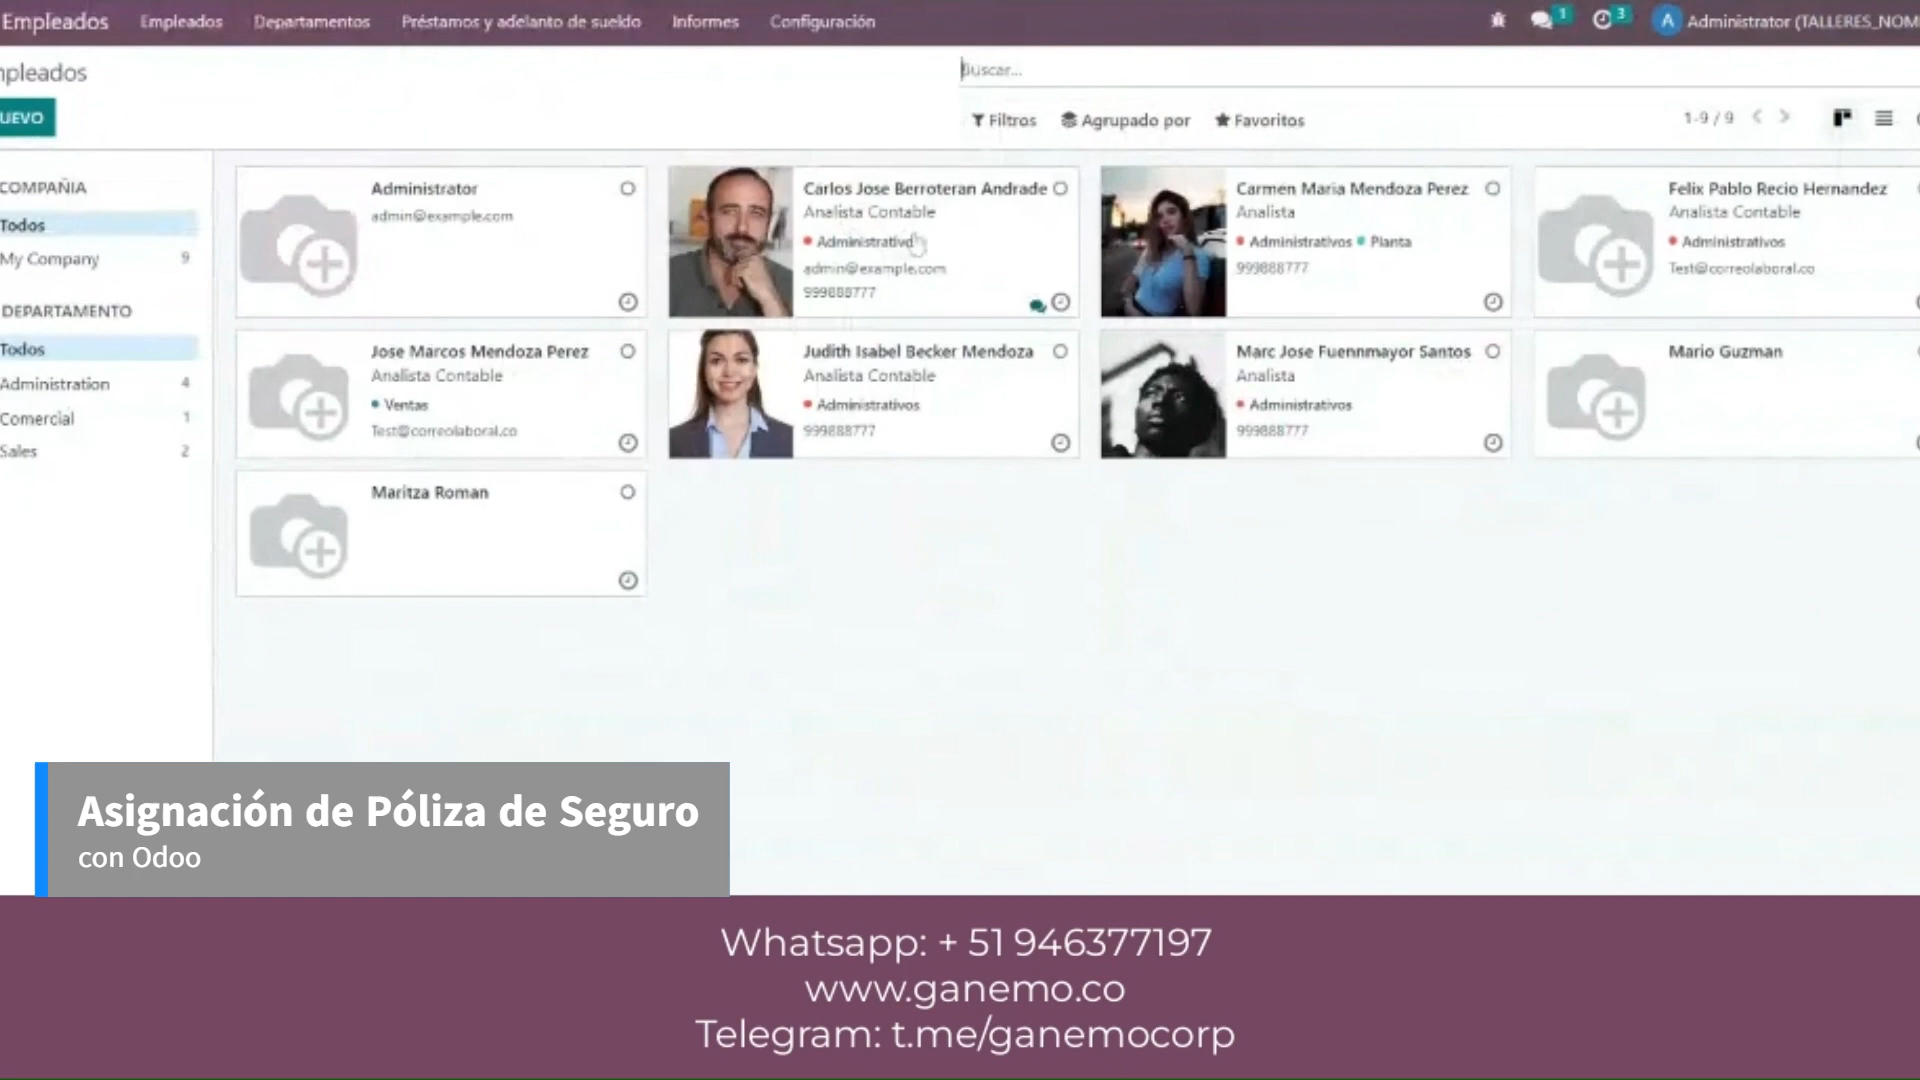 Empleados Empleados Departamentos Préstamos y adelanto de sueldo Informes Configuración 1 3 A Administrator (TALLERES_NOM
npleados
Buscar...
UEVO
Filtros Agrupado por Favoritos 1-9 / 9
COMPAÑIA
Todos
My Company 9
DEPARTAMENTO
Todos
Administration 4
Comercial 1
Sales 2
Administrator
admin@example.com
Carlos Jose Berroteran Andrade
Analista Contable
Administrativo
admin@example.com
999888777
Carmen Maria Mendoza Perez
Analista
Administrativos Planta
999888777
Felix Pablo Recio Hernandez
Analista Contable
Administrativos
Test@correolaboral.co
Jose Marcos Mendoza Perez
Analista Contable
Ventas
Test@correolaboral.co
Judith Isabel Becker Mendoza
Analista Contable
Administrativos
999888777
Marc Jose Fuennmayor Santos
Analista
Administrativos
999888777
Mario Guzman
Maritza Roman
Asignación de Póliza de Seguro
con Odoo
Whatsapp: + 51 946377197
www.ganemo.co
Telegram: t.me/ganemocorp